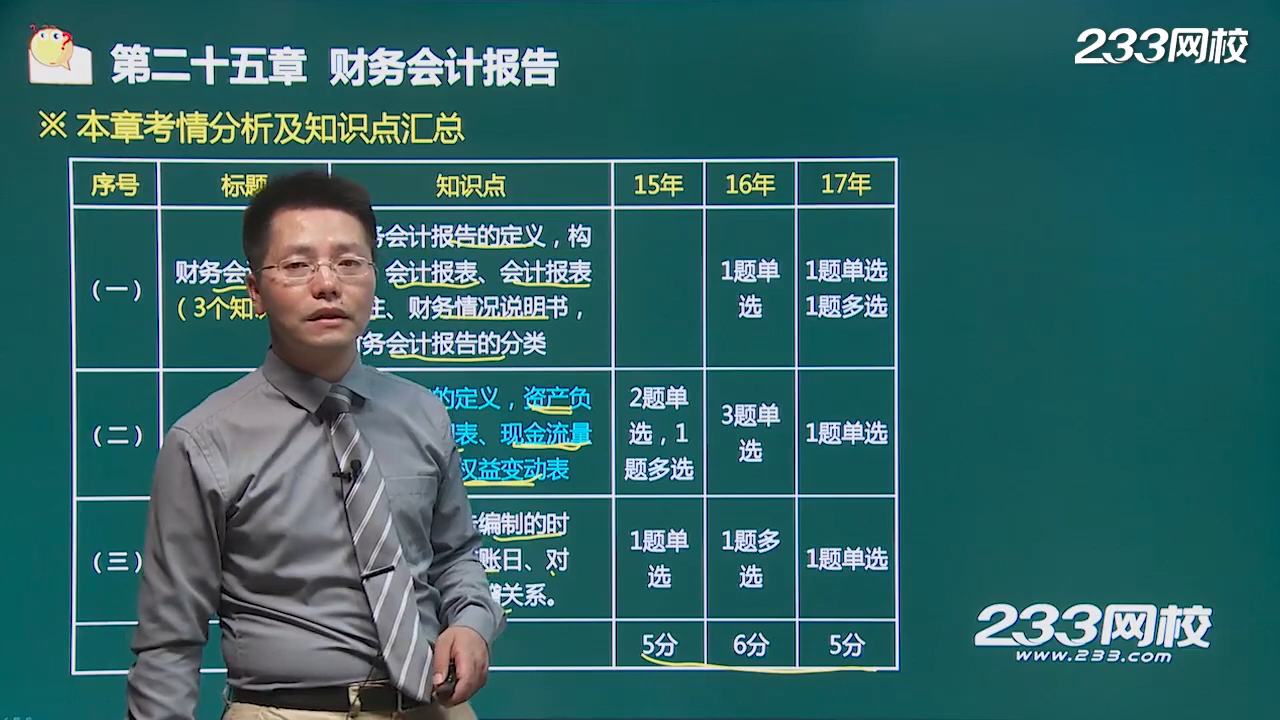 233网校
第二十五章 财务会计报告
※ 本章考情分析及知识点汇总
序号 标题 知识点 15年 16年 17年
(一)
财务会
(3个知
务会计报告的定义，构
会计报表、会计报表
注、财务情况说明书，
财务会计报告的分类
1题单
选
1题单选
1题多选
(二)
的定义，资产负
表、现金流量
权益变动表
2题单
选，1
题多选
3题单
选
1题单选
(三)
编制的时
账日、对
关系。
1题单
选
1题多
选
1题单选
5分 6分 5分
233网校
www.233.com